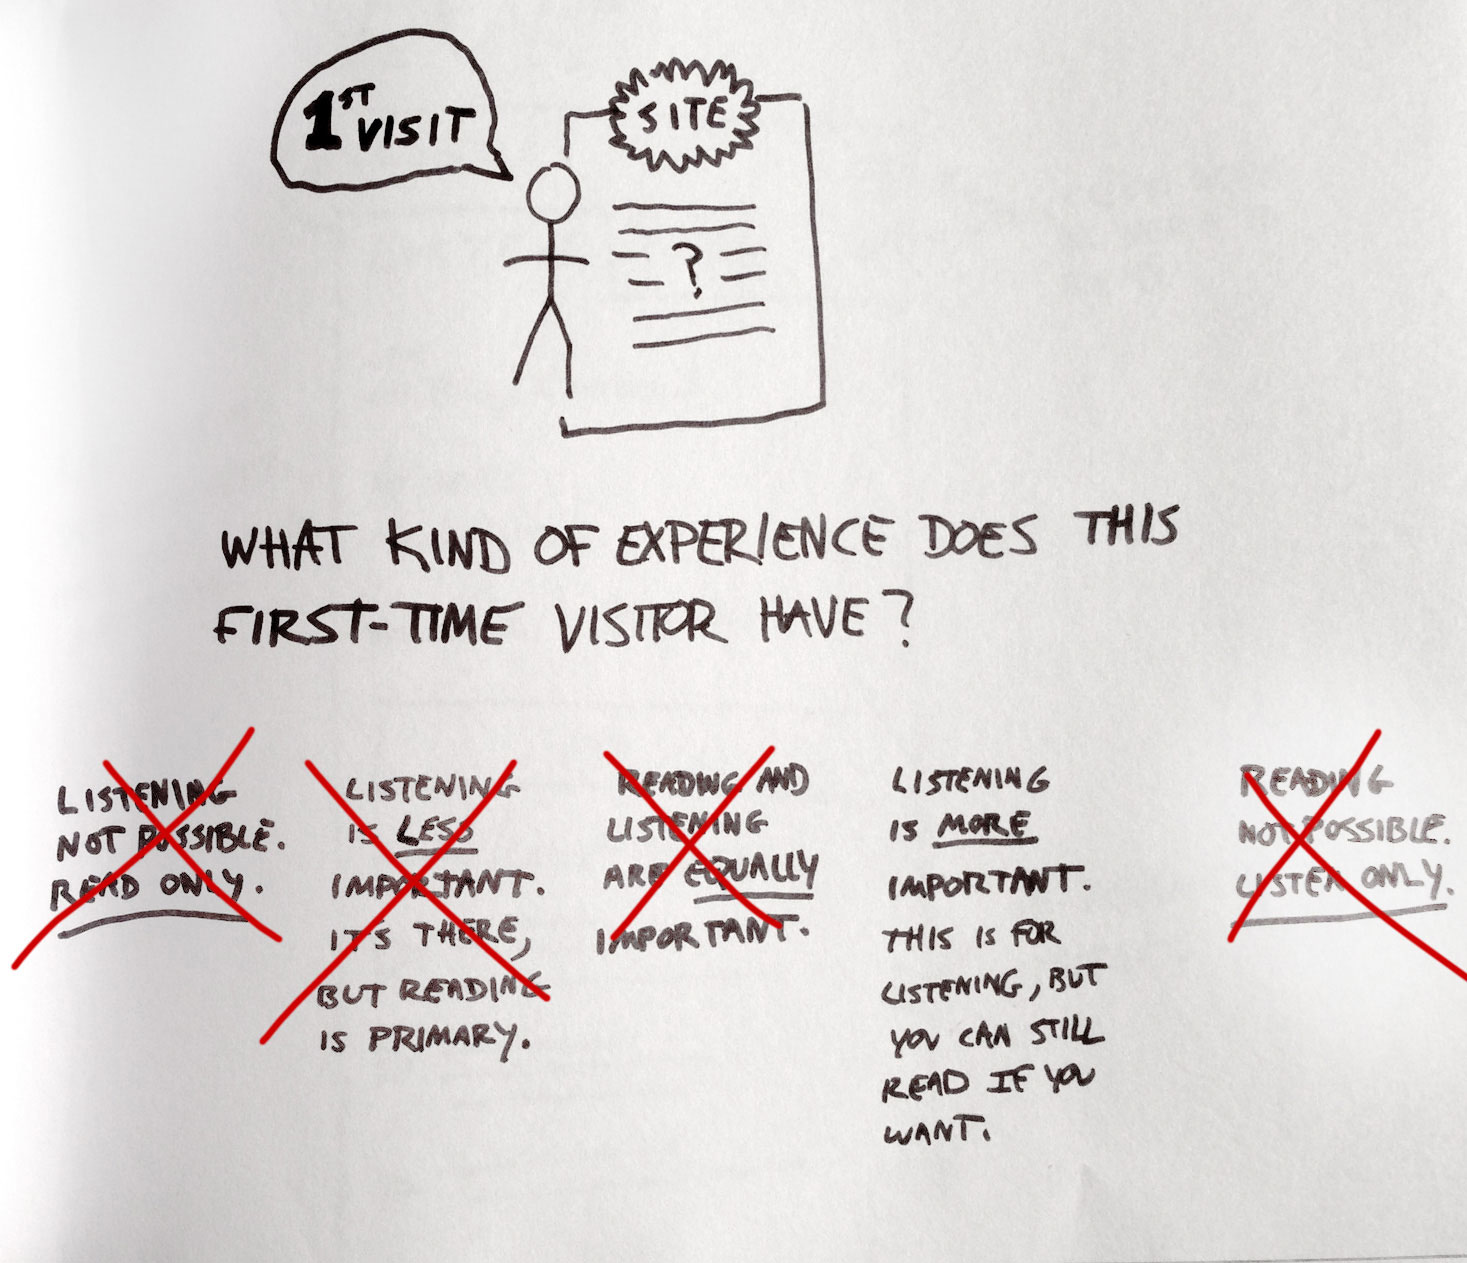 1ST
VISIT
SITE
?
WHAT KIND OF EXPERIENCE DOES THIS
FIRST-TIME VISITOR HAVE?
LISTENING
NOT POSSIBLE.
READ ONLY.
LISTENING
IS LESS
IMPORTANT.
IT'S THERE,
BUT READING
IS PRIMARY.
READING AND
LISTENING
ARE EQUALLY
IMPORTANT.
LISTENING
IS MORE
IMPORTANT.
THIS IS FOR
LISTENING, BUT
YOU CAN STILL
READ IF YOU
WANT.
READING
NOT POSSIBLE.
LISTEN ONLY.